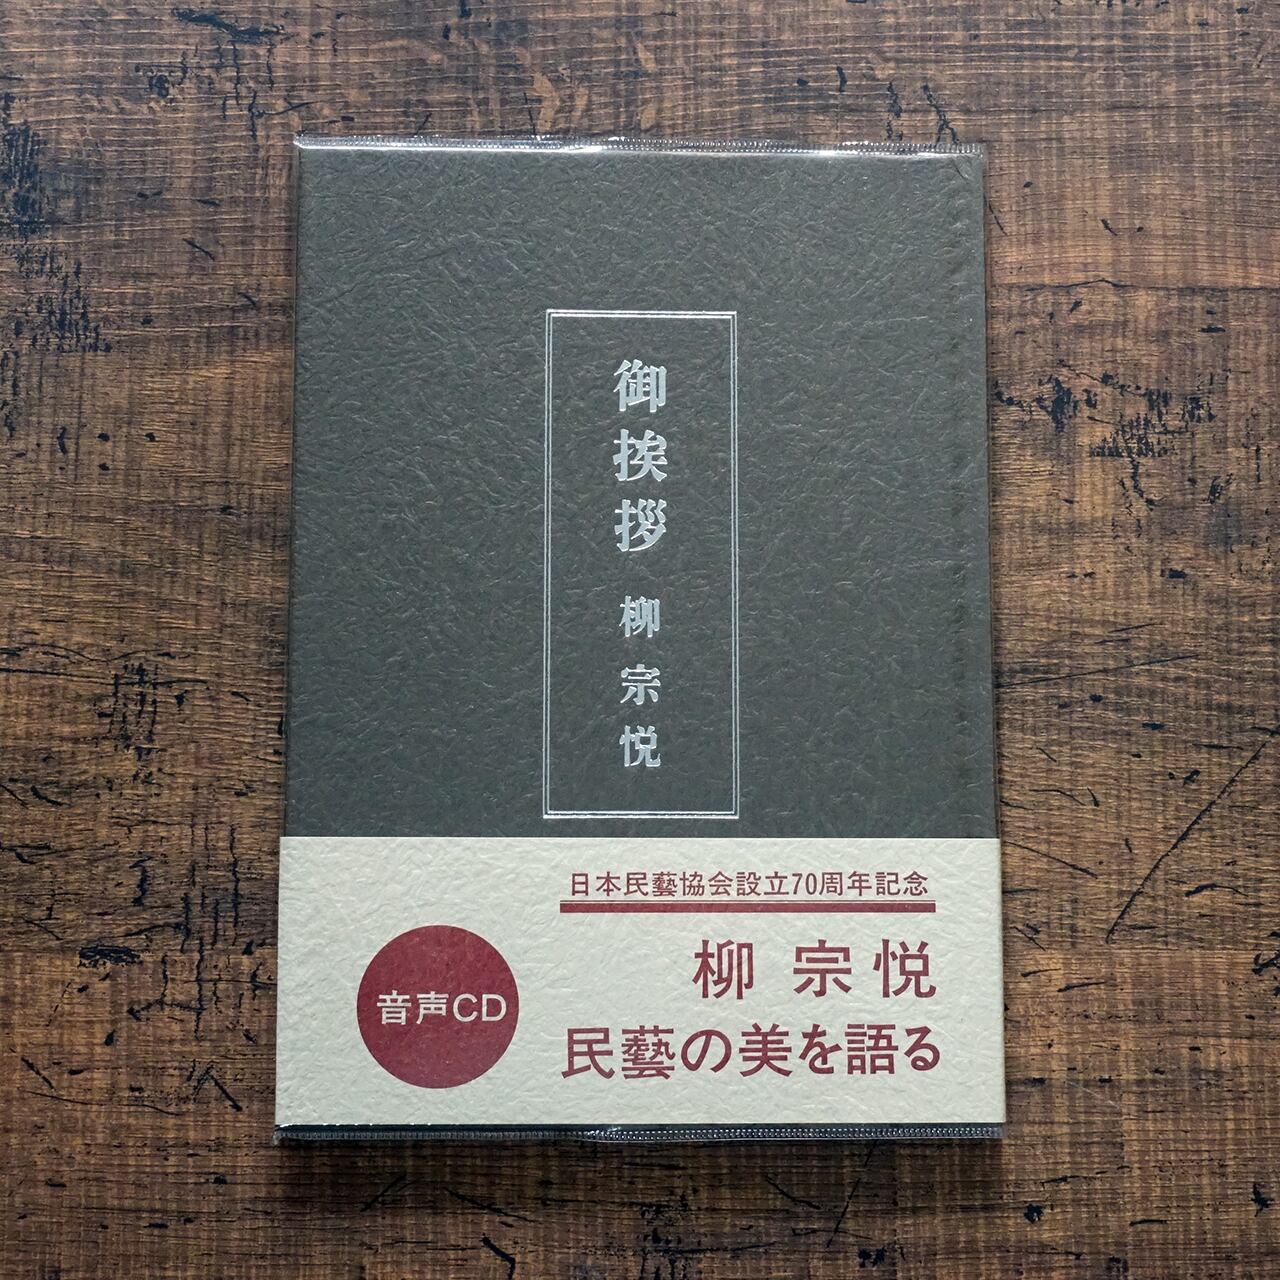 御挨拶 柳宗悦
日本民藝協会設立70周年記念
柳 宗悦
民藝の美を語る
音声CD